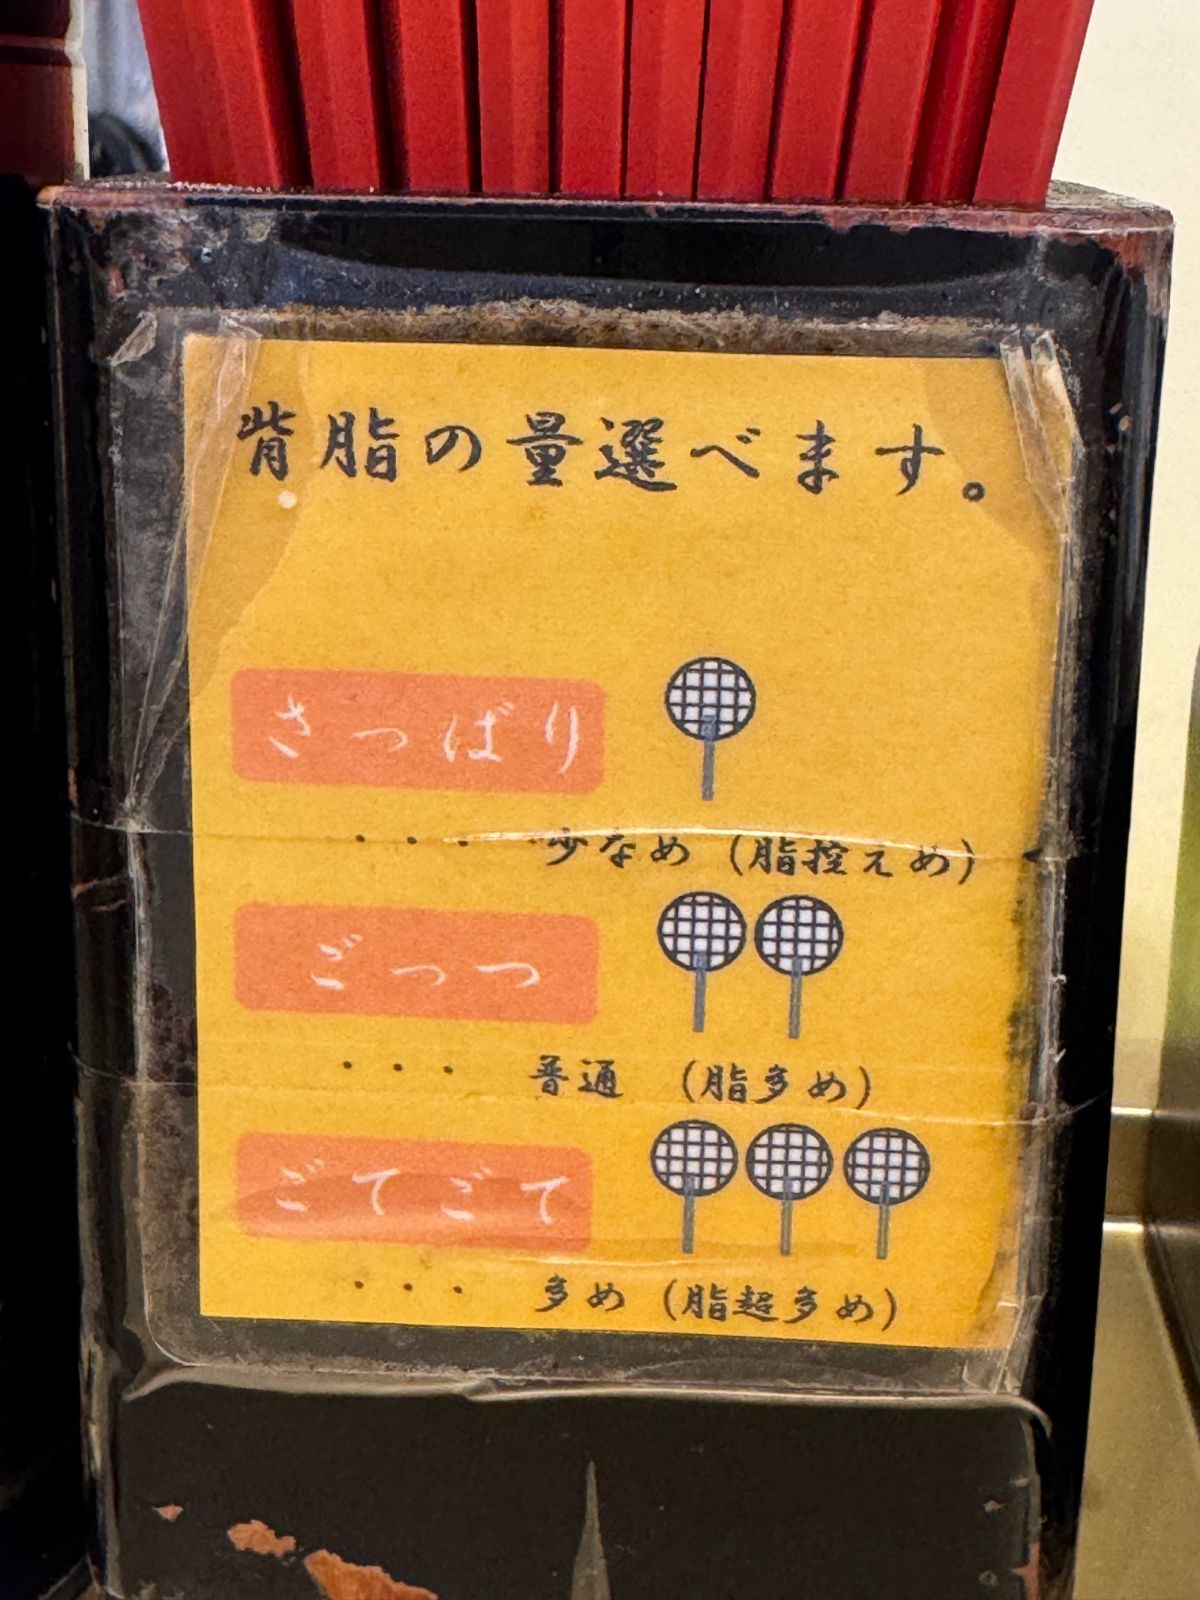 背脂の量選べます。
さっぱり
・・・ 少なめ (脂控えめ)
ごっつ
・・・ 普通 (脂多め)
ごてごて
・・・ 多め (脂超多め)